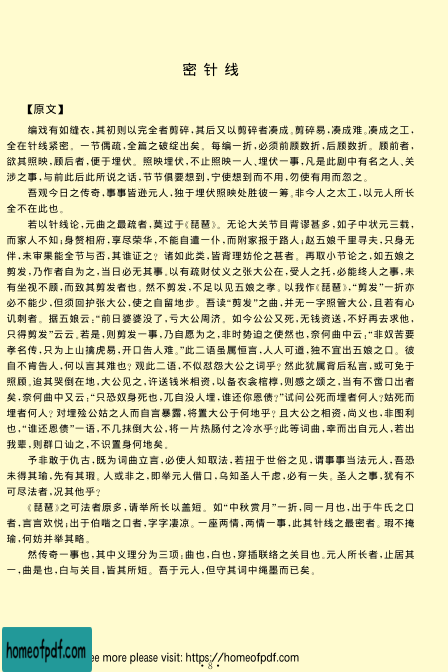 密针线
【原文】
编戏有如缝衣,其初则以完全者剪碎,其后又以剪碎者凑成。剪碎易,凑成难。凑成之工,
全在针线紧密。一节偶疏,全篇之破绽出矣。每编一折,必须前顾数折,后顾数折。顾前者,
欲其照映,顾后者,便于埋伏。照映埋伏,不止照映一人、埋伏一事,凡是此剧中有名之人、关
涉之事,与前此后此所说之话,节节俱要想到,宁使想到而不用,勿使有用而忽之。
吾观今日之传奇,事事皆逊元人,独于埋伏照映处胜彼一筹。非今人之太工,以元人所长
全不在此也。
若以针线论,元曲之最疏者,莫过于《琵琶》。无论大关节目背谬甚多,如子中状元三载,
而家人不知;身赘相府,享尽荣华,不能自遣一仆,而附家报于路人;赵五娘千里寻夫,只身无
伴,未审果能全节与否,其谁证之?诸如此类,皆背理妨伦之甚者。再取小节论之,如五娘之
剪发,乃作者自为之,当日必无其事。以有疏财仗义之张大公在,受人之托,必能终人之事,未
有坐视不顾,而致其剪发者也。然不剪发,不足以见五娘之孝。以我作《琵琶》,“剪发”一折亦
必不能少,但须回护张大公,使之自留地步。吾读“剪发”之曲,并无一字照管大公,且若有心
讥刺者。据五娘云:“前日婆婆没了,亏大公周济。如今公公又死,无钱资送,不好再去求他,
只得剪发”云云。若是,则剪发一事,乃自愿为之,非时势迫之使然也,奈何曲中云:“非奴苦要
孝名传,只为上山擒虎易,开口告人难。”此二语虽属恒言,人人可道,独不宜出五娘之口。彼
自不肯告人,何以言其难也?观此二语,不似怼怨大公之词乎?然此犹属背后私言,或可免于
照顾。迨其哭倒在地,大公见之,许送钱米相资,以备衣衾棺椁,则感之颂之,当有不啻口出者
矣,奈何曲中又云:“只恐奴身死也,兀自没人埋,谁还你恩债?”试问公死而埋者何人?姑死而
埋者何人?对埋殓公姑之人而自言暴露,将置大公于何地乎?且大公之相资,尚义也,非图利
也,“谁还恩债”一语,不几抹倒大公,将一片热肠付之冷水乎?此等词曲,幸而出自元人,若出
我辈,则群口讪之,不识置身何地矣。
予非敢于仇古,既为词曲立言,必使人知取法,若扭于世俗之见,谓事事当法元人,吾恐
未得其瑜,先有其瑕。人或非之,即举元人借口,乌知圣人千虑,必有一失。圣人之事,犹有不
可尽法者,况其他乎?
《琵琶》之可法者原多,请举所长以盖短。如“中秋赏月”一折,同一月也,出于牛氏之口
者,言言欢悦;出于伯喈之口者,字字凄凉。一座两情,两情一事,此其针线之最密者。瑕不掩
瑜,何妨并举其略。
然传奇一事也,其中义理分为三项:曲也,白也,穿插联络之关目也。元人所长者,止居其
一,曲是也,白与关目,皆其所短。吾于元人,但守其词中绳墨而已矣。
homeofpdf.com
ee more please visit: https://homeofpdf.com
· 8 ·